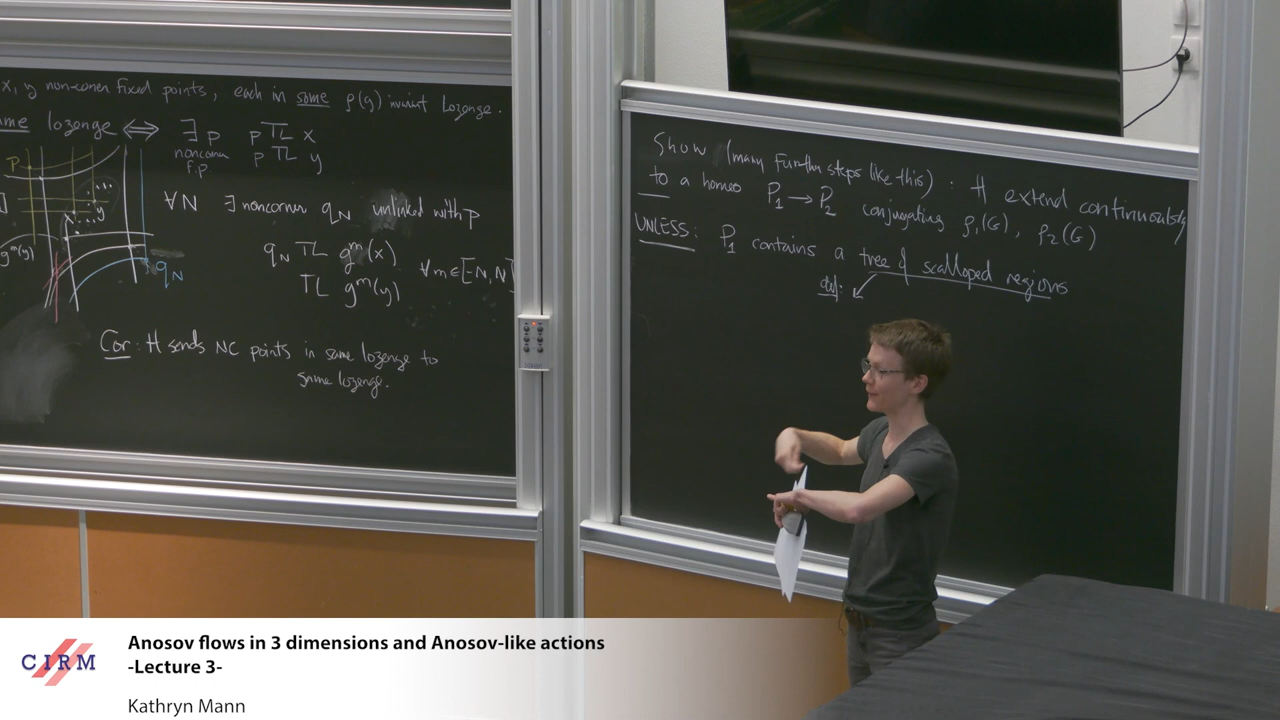 x, y non-corner fixed points, each in some ρ(g) invariant Lozenge.
same lozenge ⟺ ∃ p p TL x
noncorner f.p. p TL y
P
∀N ∃ noncorner q_N unlinked with p
g^m(y)
q_N TL g^m(x)
TL g^m(y) ∀m∈[-N,N]
q_N
Cor: H sends NC points in same lozenge to
same lozenge.
Show (many further steps like this): H extend continuously
to a homeo P_1 → P_2 conjugating ρ_1(G), ρ_2(G)
UNLESS: P_1 contains a tree of scalloped regions
def:
CIRM
Anosov flows in 3 dimensions and Anosov-like actions
-Lecture 3-
Kathryn Mann